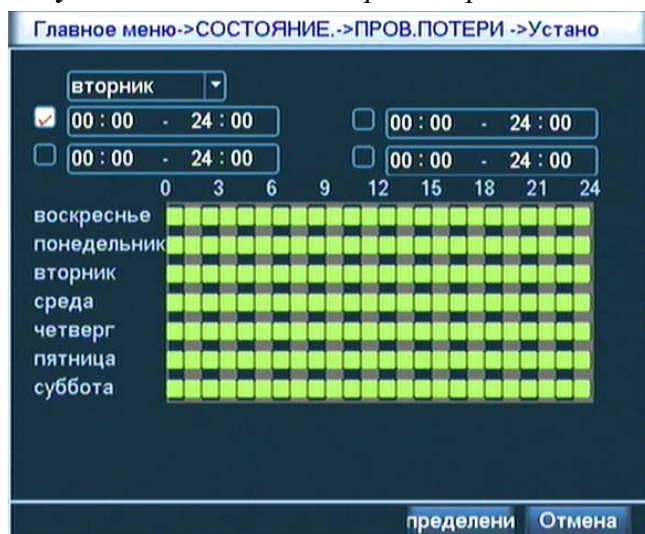 Главное меню->СОСТОЯНИЕ.->ПРОВ.ПОТЕРИ ->Устано
вторник
00 : 00 - 24 : 00 00 : 00 - 24 : 00
00 : 00 - 24 : 00 00 : 00 - 24 : 00
0 3 6 9 12 15 18 21 24
воскреснье
понедельник
вторник
среда
четверг
пятница
суббота
пределени Отмена